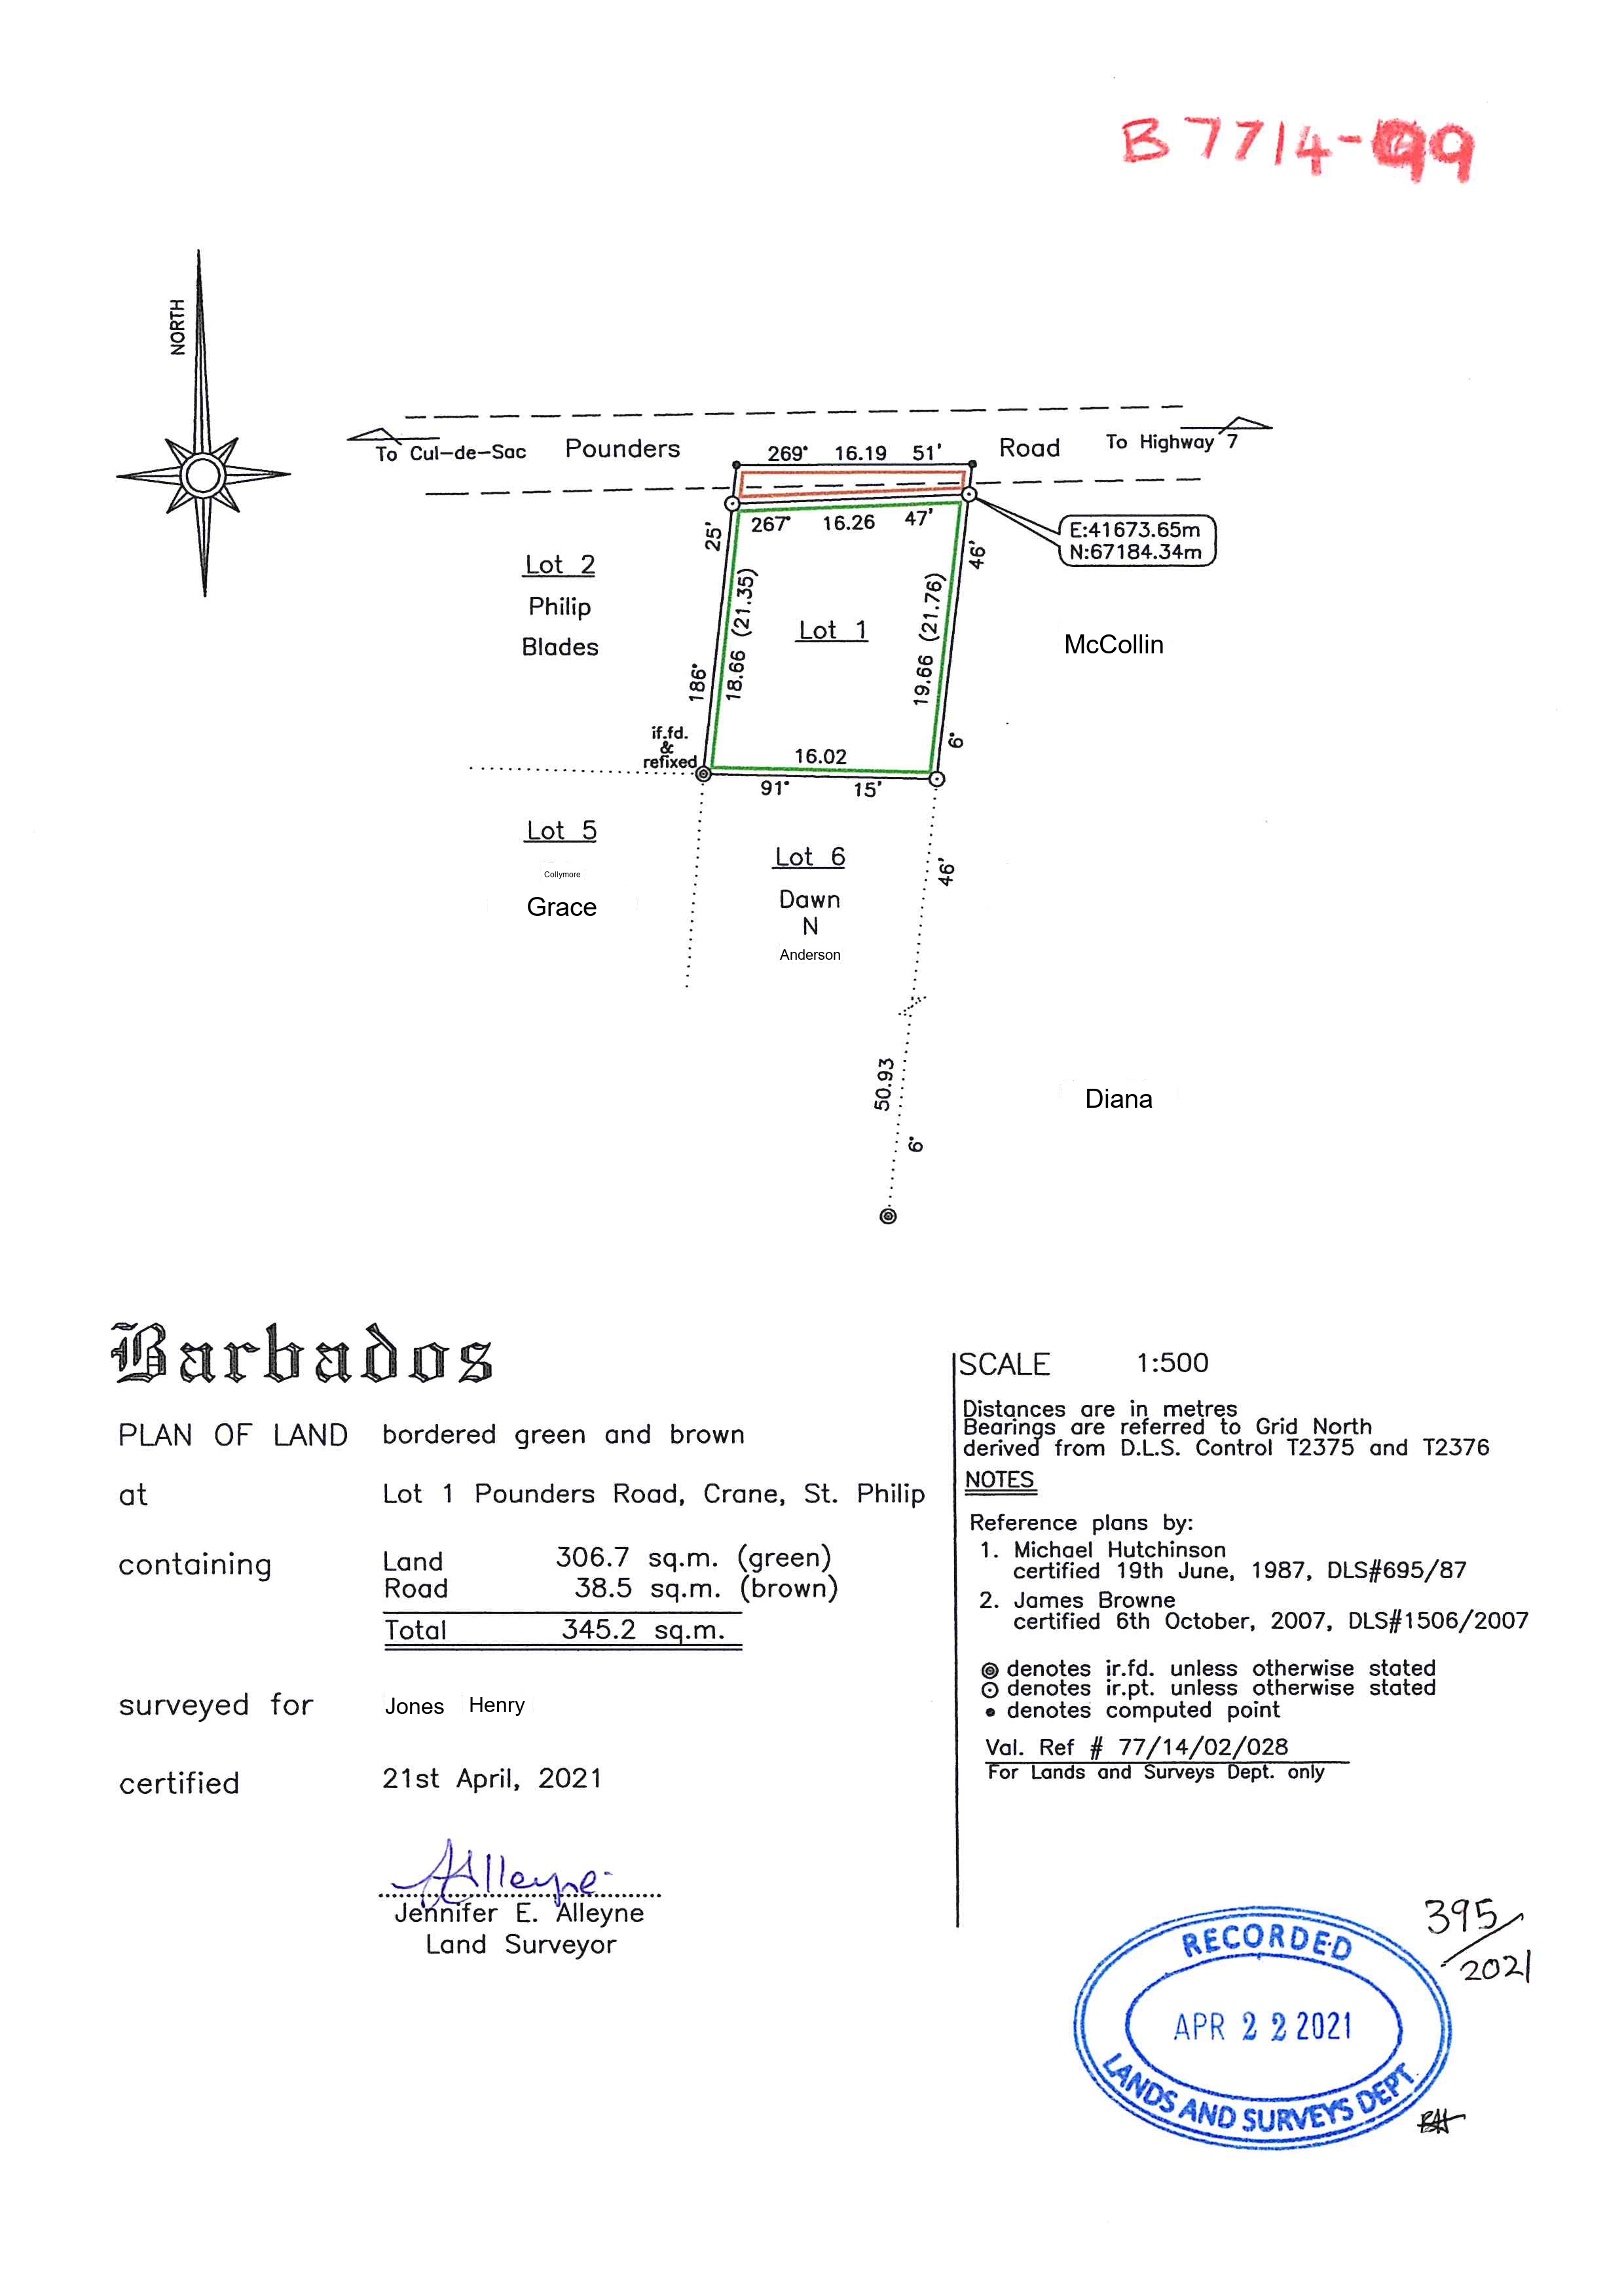 B7714-99
NORTH
To Cul-de-Sac Pounders 269° 16.19 51' Road To Highway 7
267° 16.26 47'
E:41673.65m
N:67184.34m
25'
186°
18.66 (21.35)
Lot 1
19.66 (21.76)
46'
6°
Lot 2
Philip
Blades
McCollin
if.fd.
&
refixed
16.02
91° 15'
Lot 5
Collymore
Grace
Lot 6
Dawn
N
Anderson
46'
50.93
6°
Diana
Barbados
PLAN OF LAND bordered green and brown
at Lot 1 Pounders Road, Crane, St. Philip
containing Land 306.7 sq.m. (green)
Road 38.5 sq.m. (brown)
Total 345.2 sq.m.
surveyed for Jones Henry
certified 21st April, 2021
JAlleyne
Jennifer E. Alleyne
Land Surveyor
SCALE 1:500
Distances are in metres
Bearings are referred to Grid North
derived from D.L.S. Control T2375 and T2376
NOTES
Reference plans by:
1. Michael Hutchinson
certified 19th June, 1987, DLS#695/87
2. James Browne
certified 6th October, 2007, DLS#1506/2007
denotes ir.fd. unless otherwise stated
denotes ir.pt. unless otherwise stated
denotes computed point
Val. Ref # 77/14/02/028
For Lands and Surveys Dept. only
395/2021
RECORDED
APR 22 2021
LANDS AND SURVEYS DEPT.